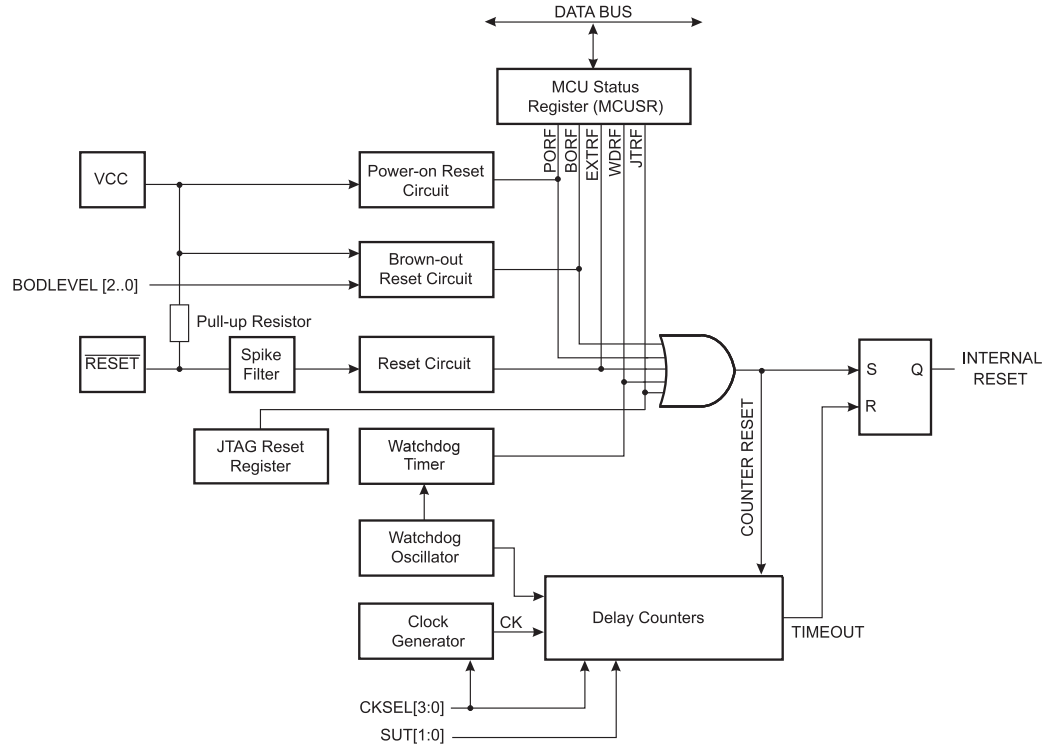 DATA BUS
MCU Status
Register (MCUSR)
PORF
BORF
EXTRF
WDRF
JTRF
VCC
Power-on Reset
Circuit
Brown-out
Reset Circuit
BODLEVEL [2..0]
Pull-up Resistor
RESET
Spike
Filter
Reset Circuit
S
Q
R
INTERNAL
RESET
JTAG Reset
Register
Watchdog
Timer
COUNTER RESET
Watchdog
Oscillator
Clock
Generator
CK
Delay Counters
TIMEOUT
CKSEL[3:0]
SUT[1:0]